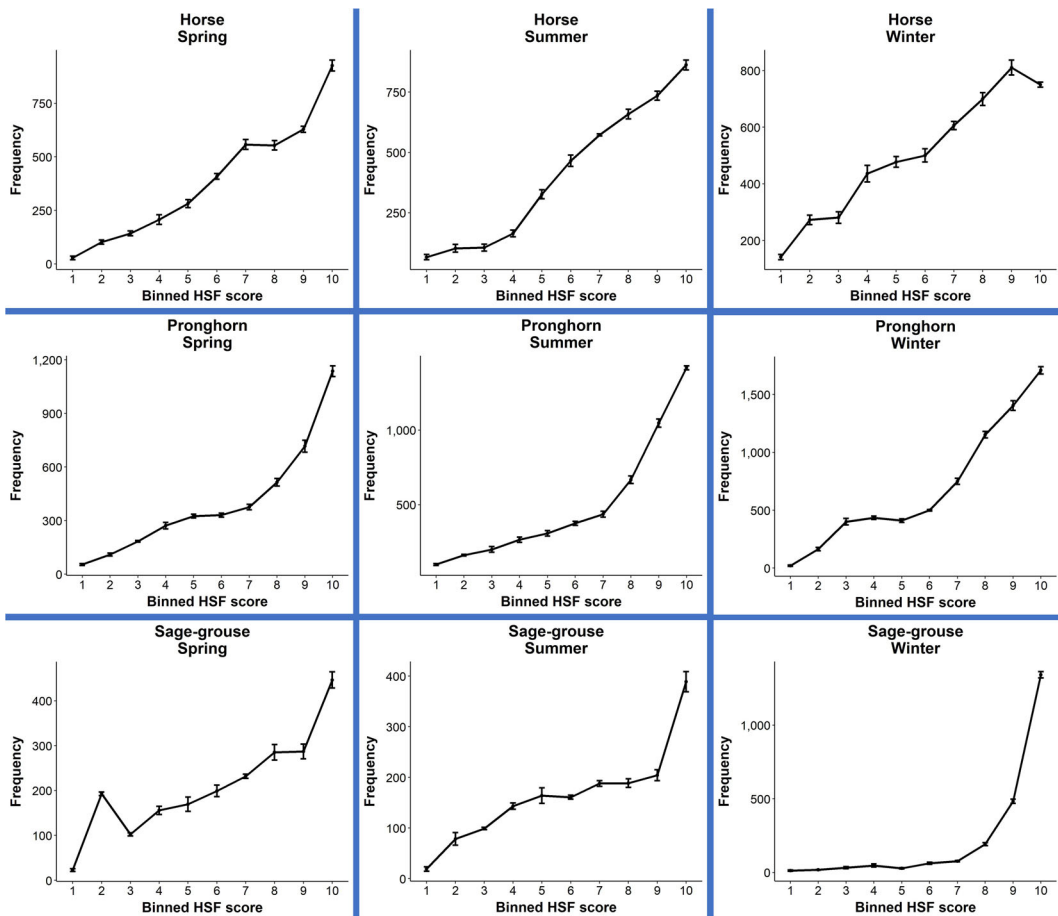 Horse
Spring
Frequency
750
500
250
0
1 2 3 4 5 6 7 8 9 10
Binned HSF score
Horse
Summer
Frequency
750
500
250
1 2 3 4 5 6 7 8 9 10
Binned HSF score
Horse
Winter
Frequency
800
600
400
200
1 2 3 4 5 6 7 8 9 10
Binned HSF score
Pronghorn
Spring
Frequency
1,200
900
600
300
0
1 2 3 4 5 6 7 8 9 10
Binned HSF score
Pronghorn
Summer
Frequency
1,000
500
1 2 3 4 5 6 7 8 9 10
Binned HSF score
Pronghorn
Winter
Frequency
1,500
1,000
500
0
1 2 3 4 5 6 7 8 9 10
Binned HSF score
Sage-grouse
Spring
Frequency
400
300
200
100
0
1 2 3 4 5 6 7 8 9 10
Binned HSF score
Sage-grouse
Summer
Frequency
400
300
200
100
0
1 2 3 4 5 6 7 8 9 10
Binned HSF score
Sage-grouse
Winter
Frequency
1,000
500
0
1 2 3 4 5 6 7 8 9 10
Binned HSF score